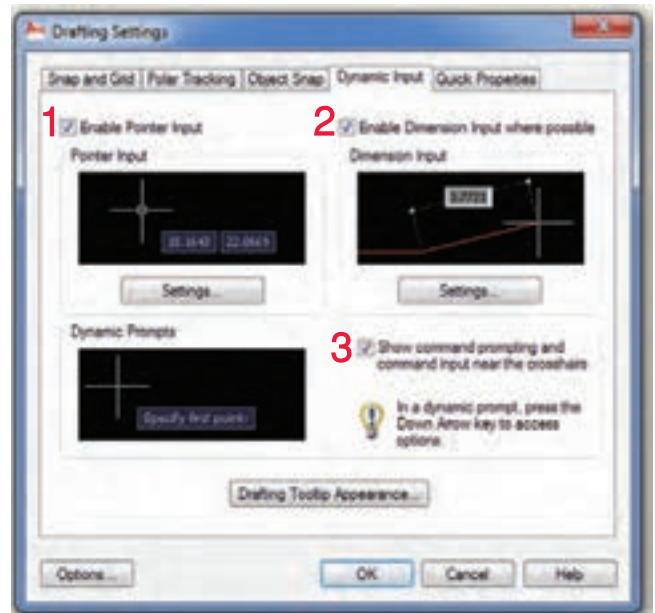 Drafting Settings
Snap and Grid Polar Tracking Object Snap Dynamic Input Quick Properties
1 Enable Pointer Input
2 Enable Dimension Input where possible
Pointer Input
Dimension Input
Settings...
Settings...
Dynamic Prompts
Specify first point:
3 Show command prompting and
command input near the crosshairs
In a dynamic prompt, press the
Down Arrow key to access
options.
Drafting Tooltip Appearance...
Options...
OK
Cancel
Help